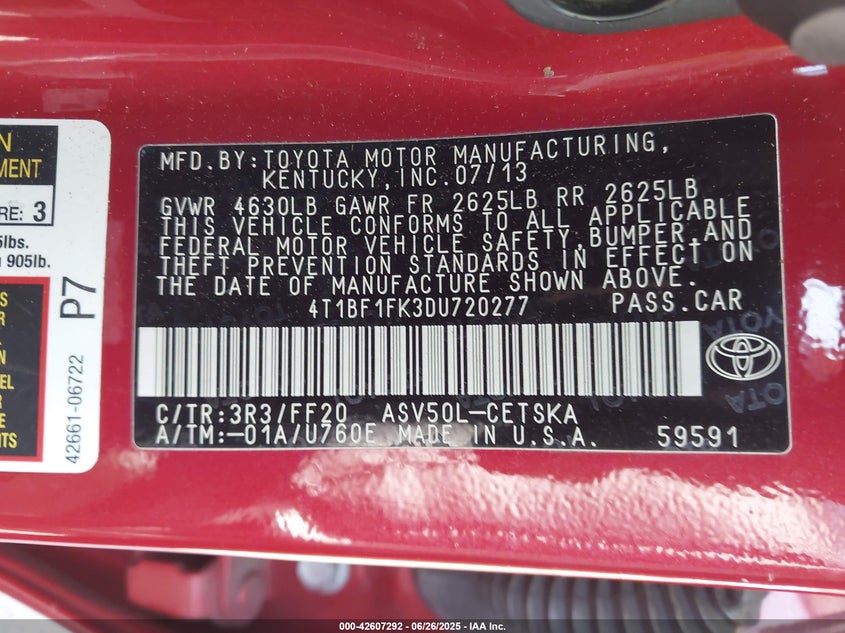 N
MENT
RE: 3
5lbs.
905lb.
P7
42661-06722
MFD.BY:TOYOTA MOTOR MANUFACTURING,
KENTUCKY,INC.07/13
GVWR 4630LB GAWR FR 2625LB RR 2625LB
THIS VEHICLE CONFORMS TO ALL APPLICABLE
FEDERAL MOTOR VEHICLE SAFETY,BUMPER,AND
THEFT PREVENTION STANDARDS IN EFFECT ON
THE DATE OF MANUFACTURE SHOWN ABOVE.
4T1BF1FK3DU720277 PASS.CAR
C/TR:3R3/FF20 ASV50L-CETSKA
A/TM:-01A/U760E MADE IN U.S.A. 59591
TOYOTA
000-42607292 - 06/26/2025 - IAA Inc.